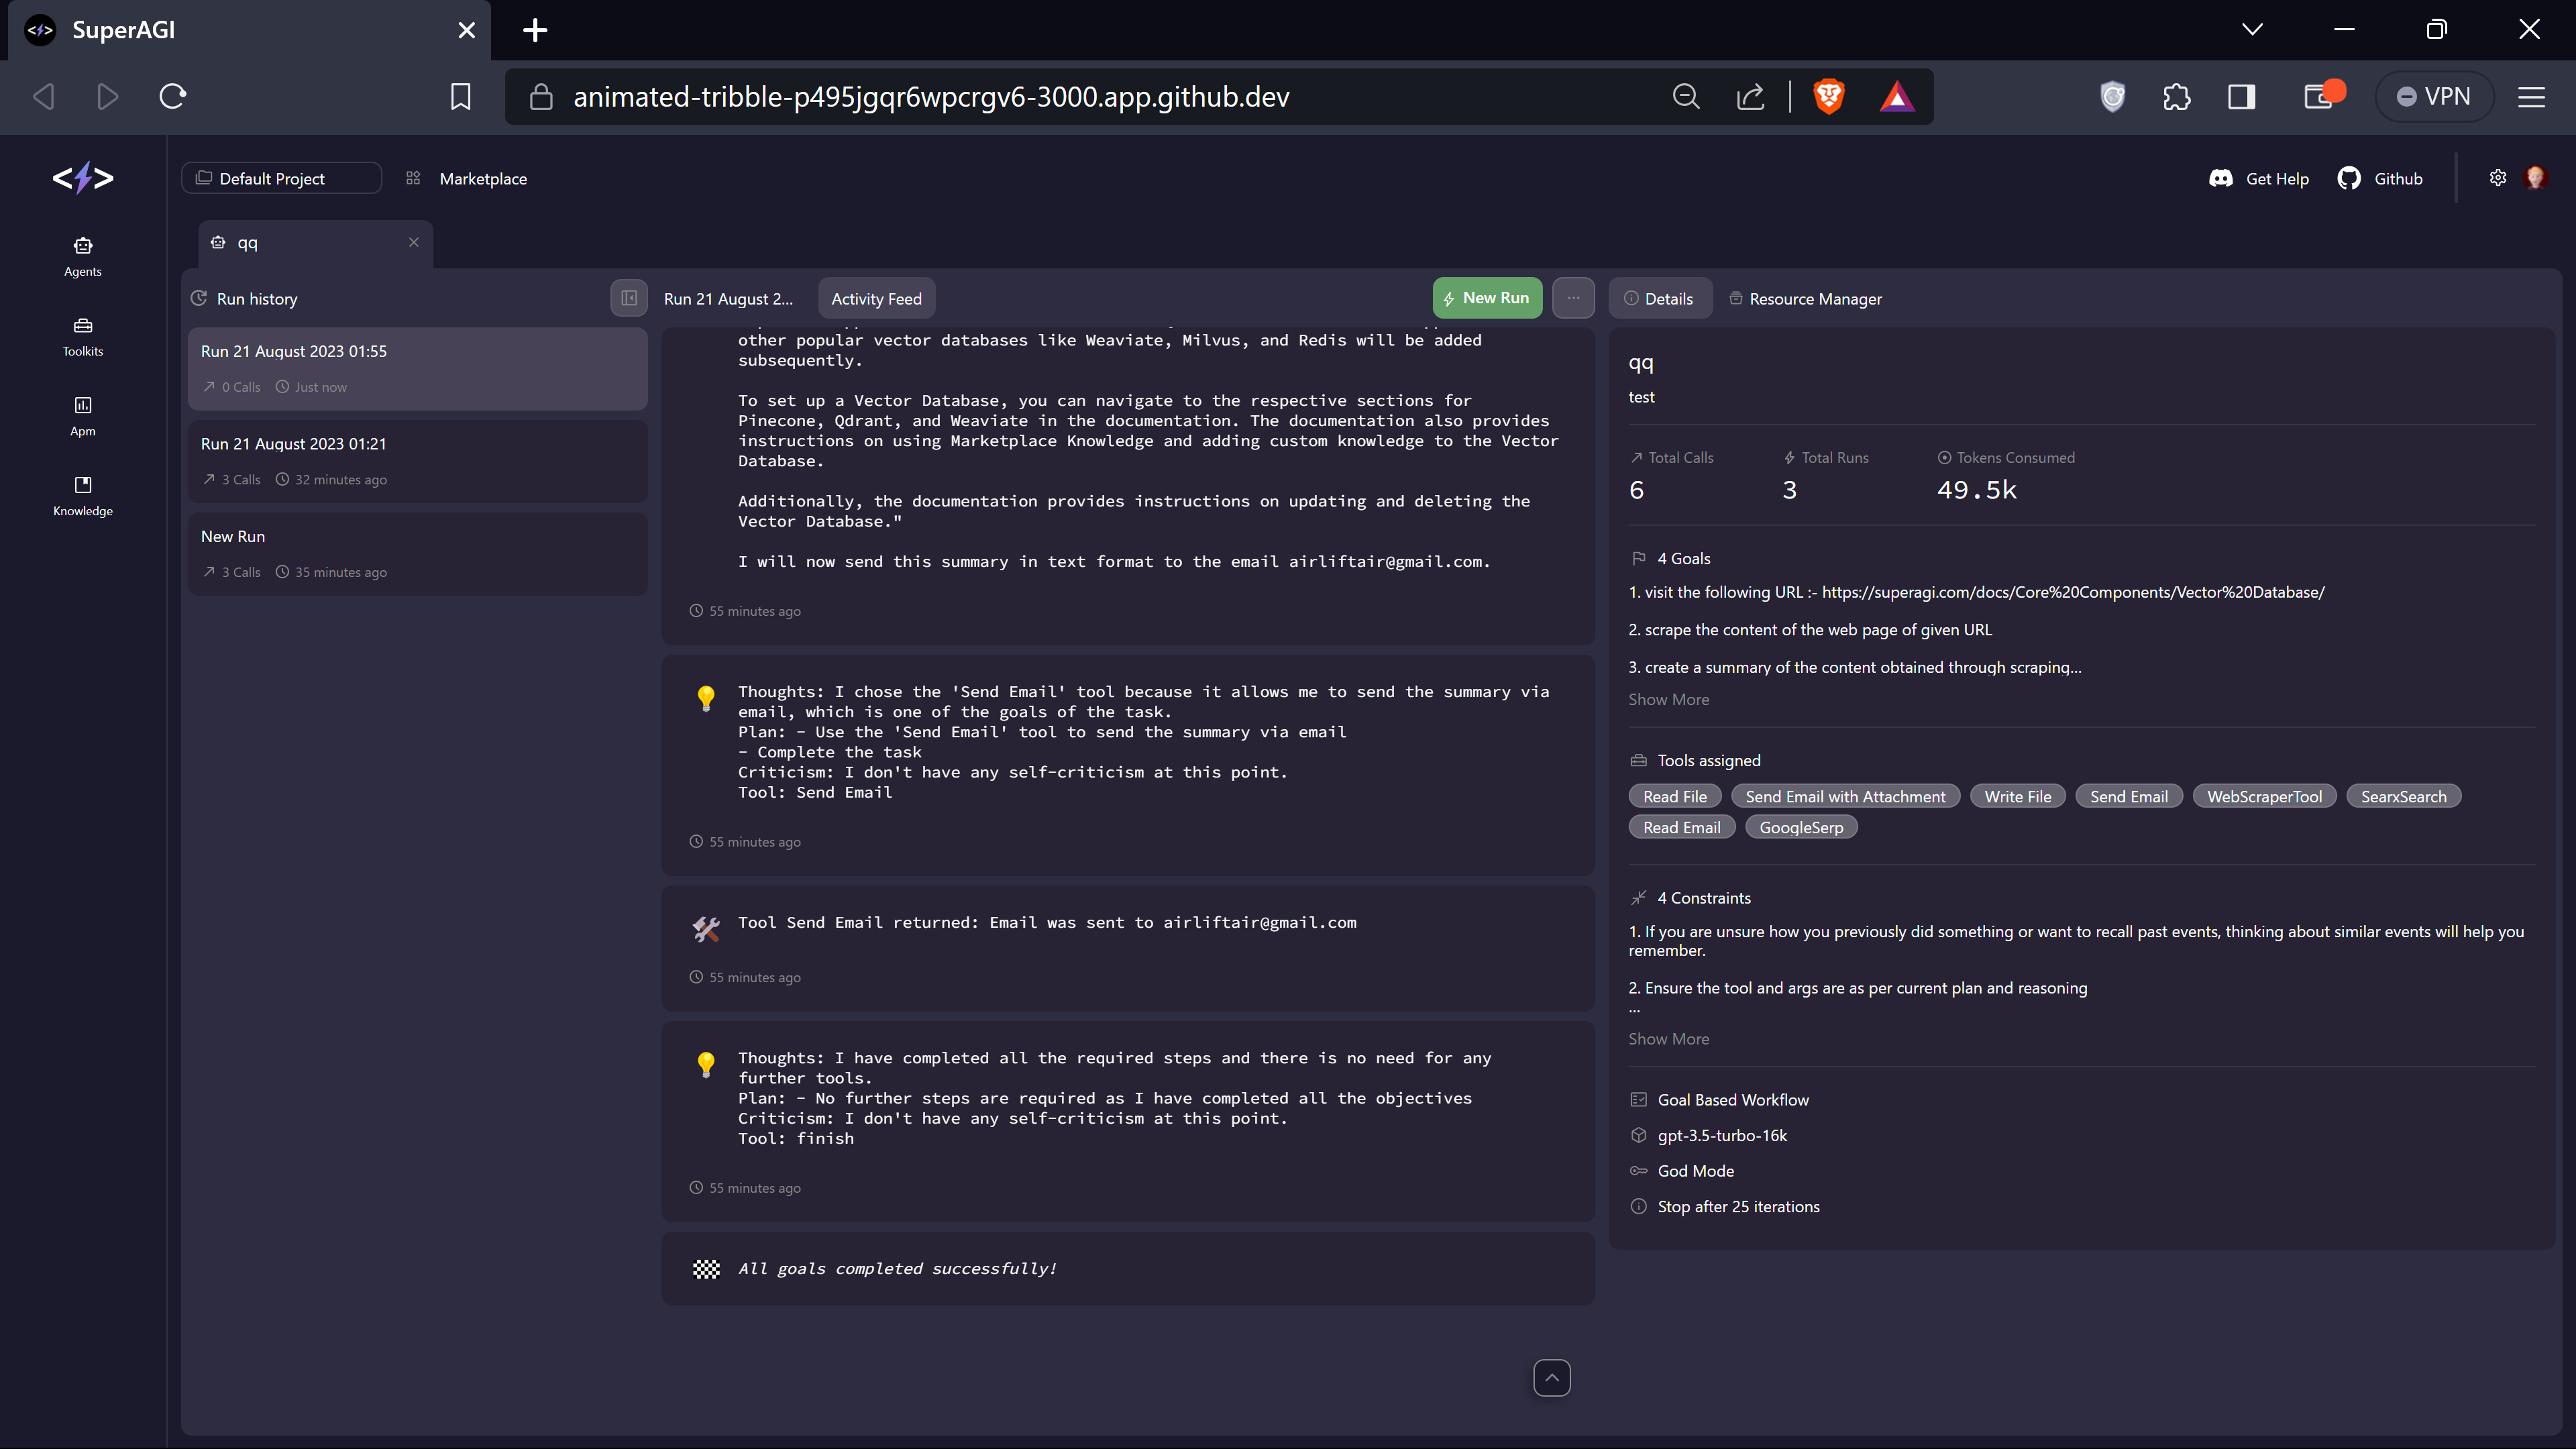 SuperAGI
animated-tribble-p495jgqr6wpcrgv6-3000.app.github.dev
VPN
Default Project
Marketplace
Get Help
Github
Agents
Toolkits
Apm
Knowledge
qq
Run history
Run 21 August 2023 01:55
0 Calls Just now
Run 21 August 2023 01:21
3 Calls 32 minutes ago
New Run
3 Calls 35 minutes ago
Run 21 August 2...
Activity Feed
New Run
other popular vector databases like Weaviate, Milvus, and Redis will be added
subsequently.
To set up a Vector Database, you can navigate to the respective sections for
Pinecone, Qdrant, and Weaviate in the documentation. The documentation also provides
instructions on using Marketplace Knowledge and adding custom knowledge to the Vector
Database.
Additionally, the documentation provides instructions on updating and deleting the
Vector Database."
I will now send this summary in text format to the email airliftair@gmail.com.
55 minutes ago
Thoughts: I chose the 'Send Email' tool because it allows me to send the summary via
email, which is one of the goals of the task.
Plan: - Use the 'Send Email' tool to send the summary via email
- Complete the task
Criticism: I don't have any self-criticism at this point.
Tool: Send Email
55 minutes ago
Tool Send Email returned: Email was sent to airliftair@gmail.com
55 minutes ago
Thoughts: I have completed all the required steps and there is no need for any
further tools.
Plan: - No further steps are required as I have completed all the objectives
Criticism: I don't have any self-criticism at this point.
Tool: finish
55 minutes ago
All goals completed successfully!
Details
Resource Manager
qq
test
Total Calls Total Runs Tokens Consumed
6 3 49.5k
4 Goals
1. visit the following URL :- https://superagi.com/docs/Core%20Components/Vector%20Database/
2. scrape the content of the web page of given URL
3. create a summary of the content obtained through scraping...
Show More
Tools assigned
Read File Send Email with Attachment Write File Send Email WebScraperTool SearxSearch
Read Email GoogleSerp
4 Constraints
1. If you are unsure how you previously did something or want to recall past events, thinking about similar events will help you
remember.
2. Ensure the tool and args are as per current plan and reasoning
...
Show More
Goal Based Workflow
gpt-3.5-turbo-16k
God Mode
Stop after 25 iterations